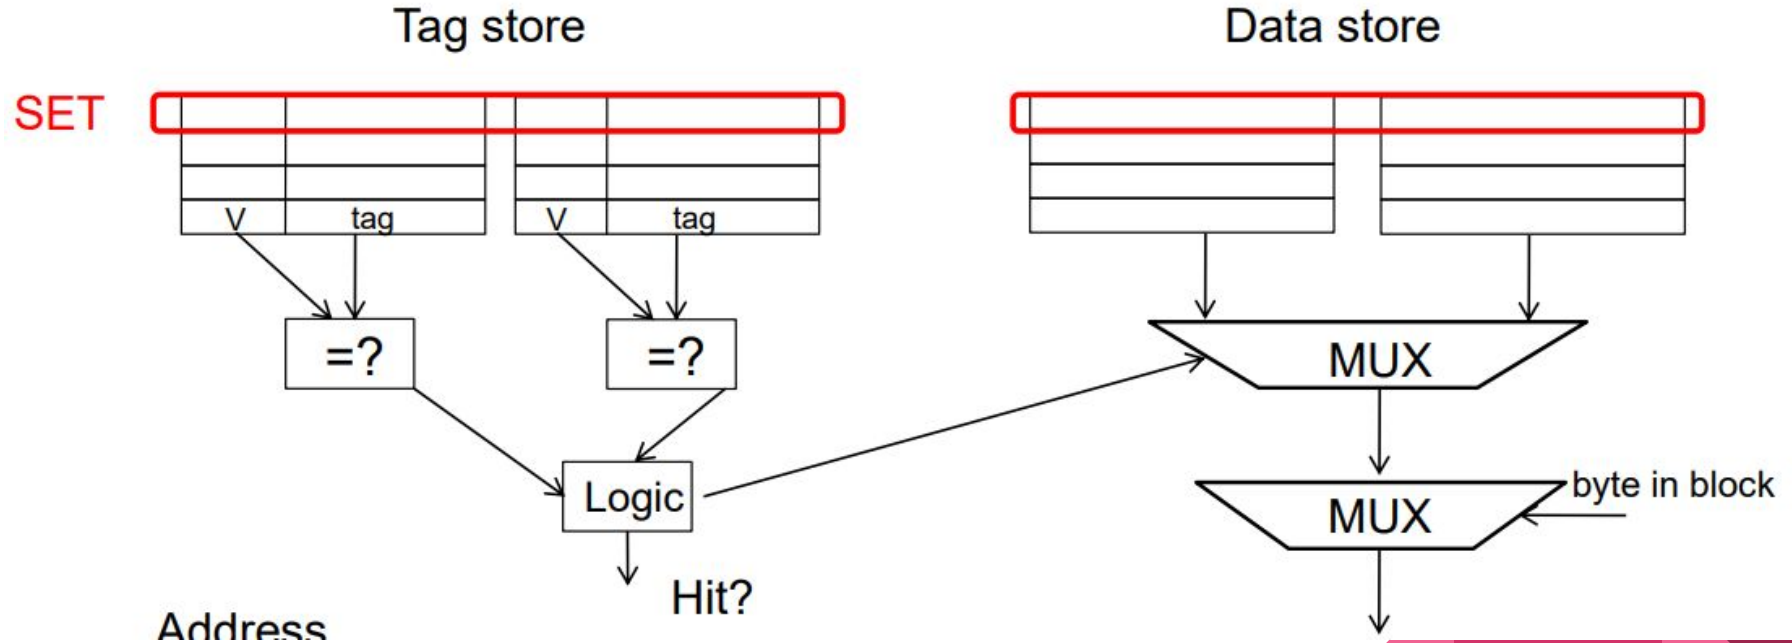 Tag store
Data store
SET
V tag V tag
=? =?
MUX
Logic
byte in block
MUX
Hit?
Address